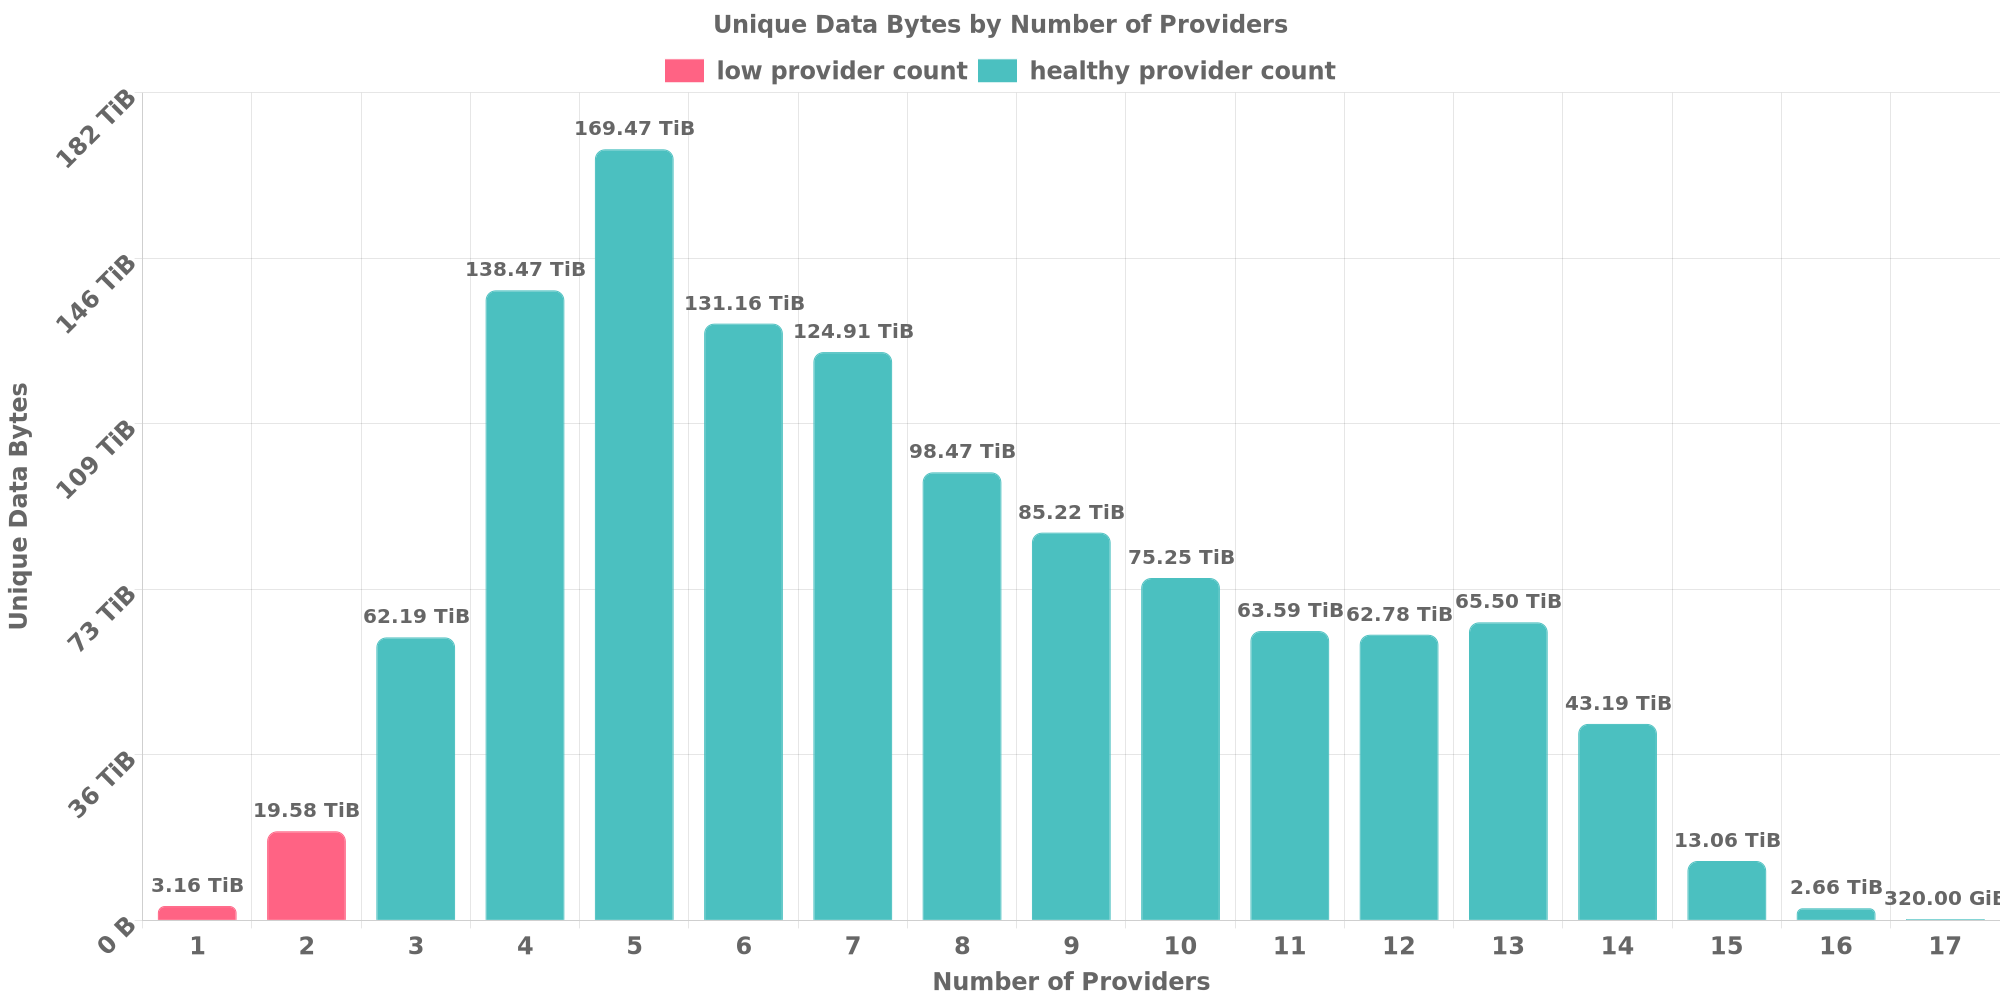 Unique Data Bytes by Number of Providers
low provider count
healthy provider count
182 TiB
146 TiB
109 TiB
73 TiB
36 TiB
0 B
Unique Data Bytes
3.16 TiB
19.58 TiB
62.19 TiB
138.47 TiB
169.47 TiB
131.16 TiB
124.91 TiB
98.47 TiB
85.22 TiB
75.25 TiB
63.59 TiB
62.78 TiB
65.50 TiB
43.19 TiB
13.06 TiB
2.66 TiB
320.00 GiB
1 2 3 4 5 6 7 8 9 10 11 12 13 14 15 16 17
Number of Providers